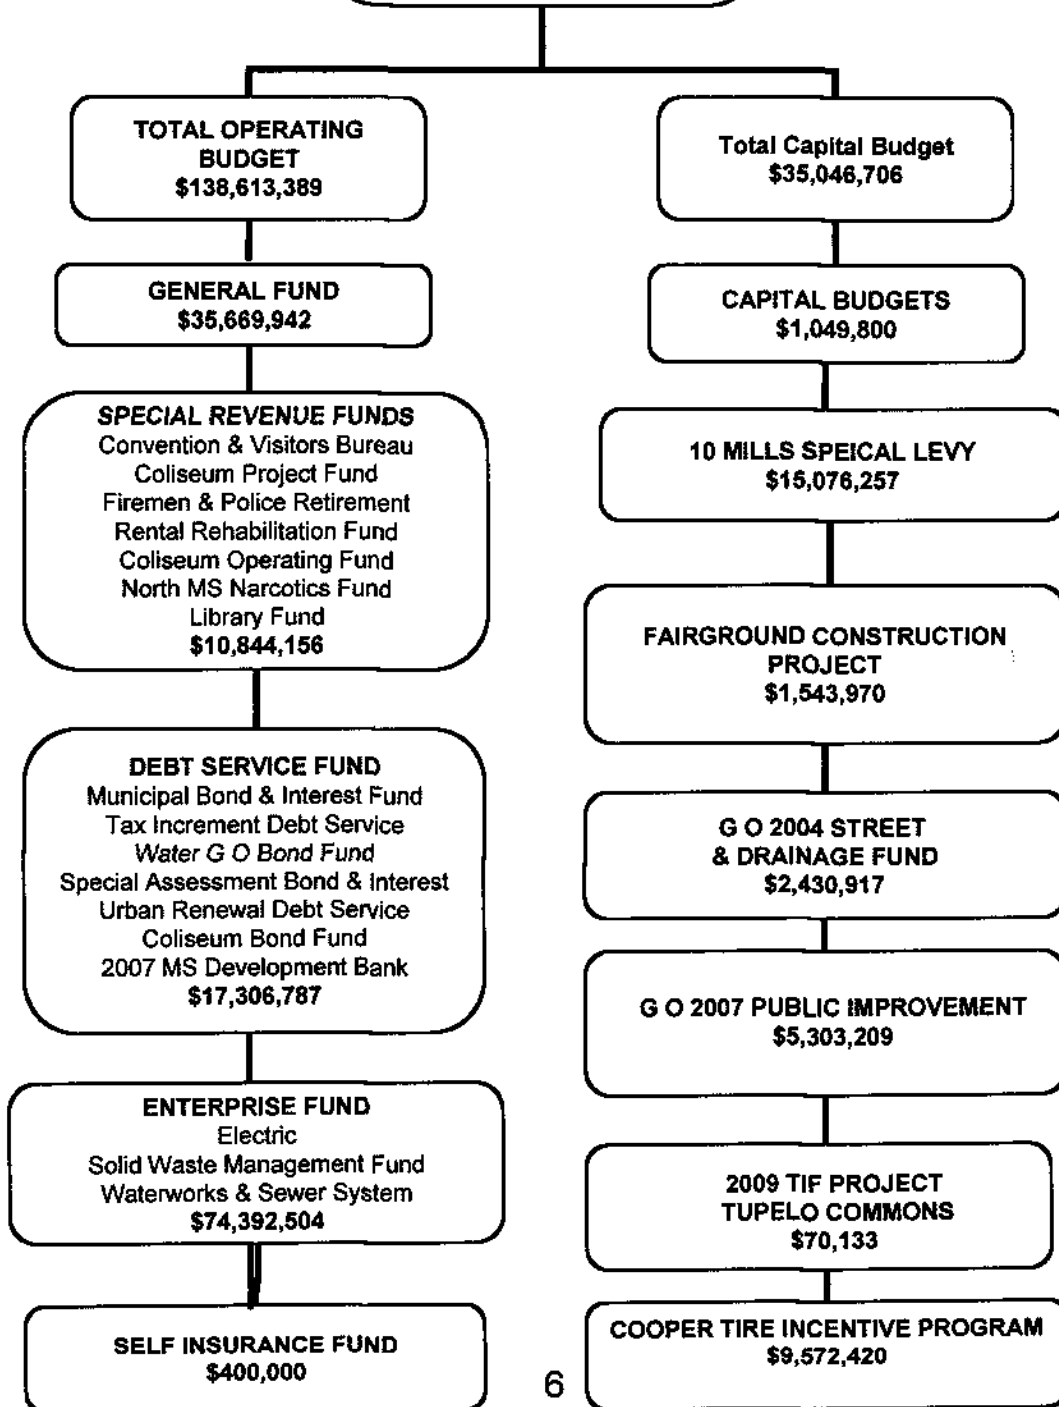 TOTAL OPERATING
BUDGET
$138,613,389
GENERAL FUND
$35,669,942
SPECIAL REVENUE FUNDS
Convention & Visitors Bureau
Coliseum Project Fund
Firemen & Police Retirement
Rental Rehabilitation Fund
Coliseum Operating Fund
North MS Narcotics Fund
Library Fund
$10,844,156
DEBT SERVICE FUND
Municipal Bond & Interest Fund
Tax Increment Debt Service
Water G O Bond Fund
Special Assessment Bond & Interest
Urban Renewal Debt Service
Coliseum Bond Fund
2007 MS Development Bank
$17,306,787
ENTERPRISE FUND
Electric
Solid Waste Management Fund
Waterworks & Sewer System
$74,392,504
SELF INSURANCE FUND
$400,000
Total Capital Budget
$35,046,706
CAPITAL BUDGETS
$1,049,800
10 MILLS SPEICAL LEVY
$15,076,257
FAIRGROUND CONSTRUCTION
PROJECT
$1,543,970
G O 2004 STREET
& DRAINAGE FUND
$2,430,917
G O 2007 PUBLIC IMPROVEMENT
$5,303,209
2009 TIF PROJECT
TUPELO COMMONS
$70,133
COOPER TIRE INCENTIVE PROGRAM
$9,572,420
6